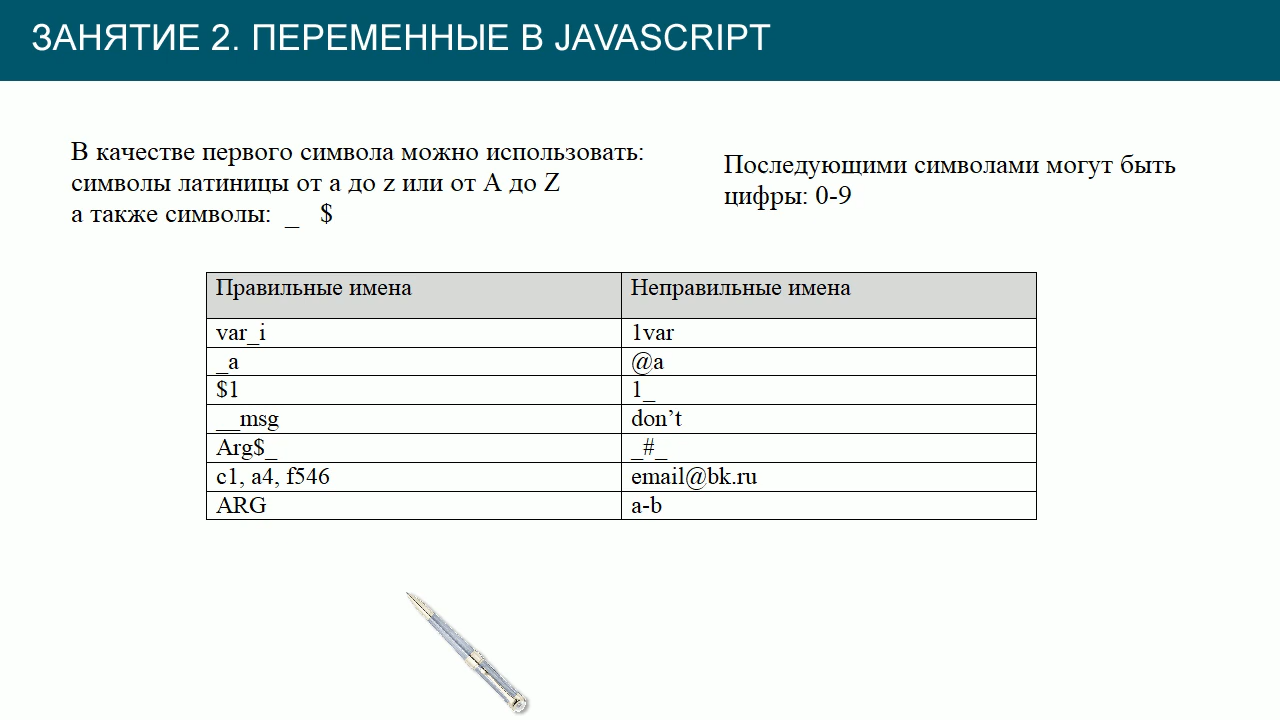 ЗАНЯТИЕ 2. ПЕРЕМЕННЫЕ В JAVASCRIPT
В качестве первого символа можно использовать:
символы латиницы от a до z или от A до Z
а также символы: _ $
Последующими символами могут быть
цифры: 0-9
Правильные имена Неправильные имена
var_i 1var
_a @a
$1 1_
__msg don’t
Arg$_ _#_
c1, a4, f546 email@bk.ru
ARG a-b